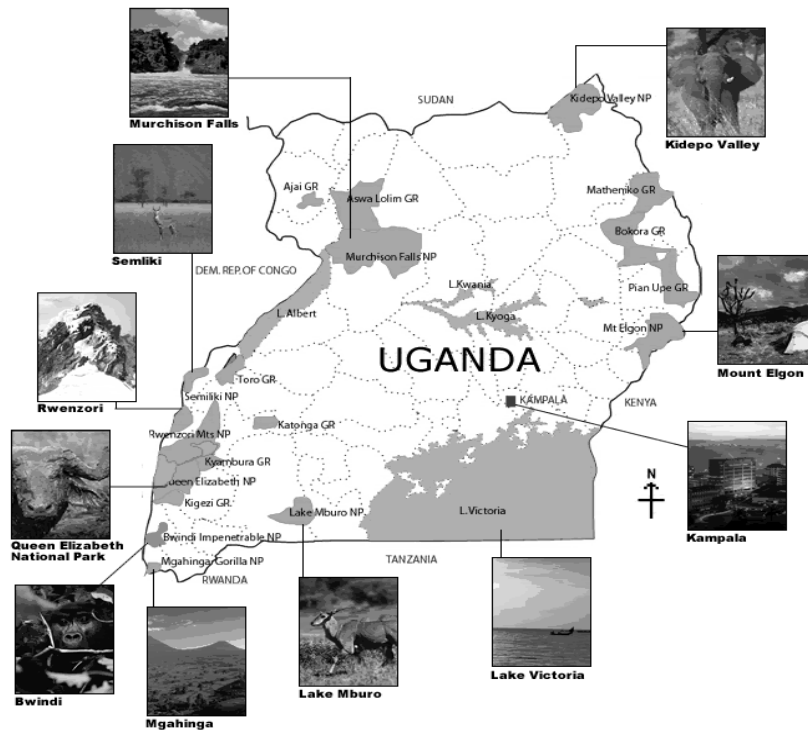 SUDAN
Kidepo Valley NP
Murchison Falls
Kidepo Valley
Ajai GR
Aswa Lolim GR
Matheniko GR
Bokora GR
Semliki
DEM. REP.OF CONGO
Murchison Falls NP
L.Kwania
Pian Upe GR
L.Albert
L.Kyoga
Mt Elgon NP
UGANDA
Mount Elgon
Toro GR
Semiliki NP
Rwenzori
KAMPALA
KENYA
Katonga GR
Rwenzori Mts NP
Kyambura GR
Queen Elizabeth NP
Kigezi GR
N
Lake Mburo NP
L.Victoria
Kampala
Queen Elizabeth
National Park
Bwindi Impenetrable NP
TANZANIA
Mgahinga Gorilla NP
RWANDA
Bwindi
Mgahinga
Lake Mburo
Lake Victoria